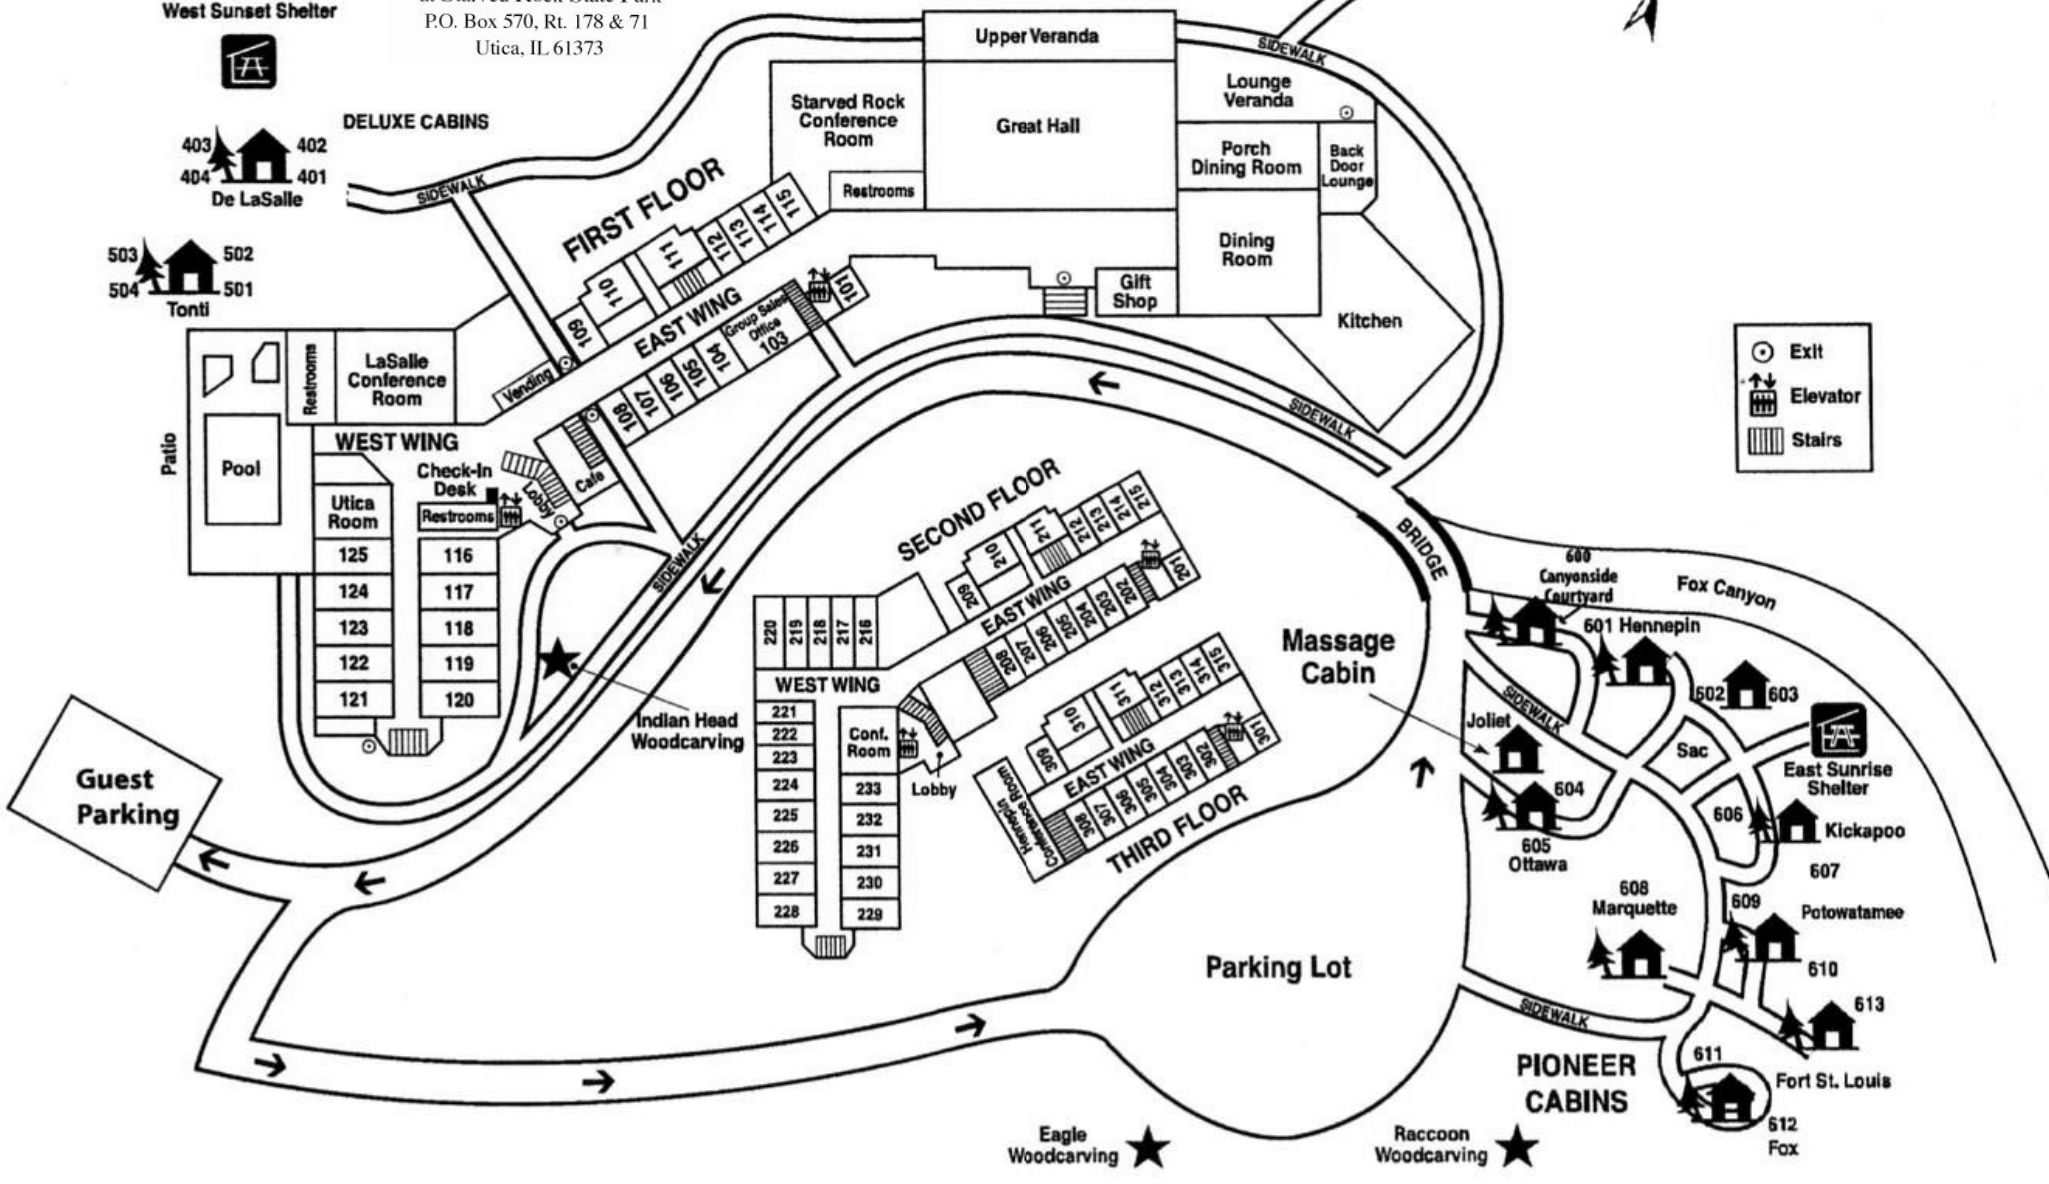 West Sunset Shelter
at Starved Rock State Park
P.O. Box 570, Rt. 178 & 71
Utica, IL 61373
DELUXE CABINS
403
402
404
401
De LaSalle
503
502
504
501
Tonti
SIDEWALK
Upper Veranda
SIDEWALK
Starved Rock
Conference
Room
Restrooms
Great Hall
Lounge
Veranda
Porch
Dining Room
Back
Door
Lounge
Dining
Room
Gift
Shop
Kitchen
FIRST FLOOR
109
110
111
112
113
114
115
EAST WING
Vending
108
107
106
105
104
Group Sales
Office
103
101
Restrooms
LaSalle
Conference
Room
Patio
Pool
WEST WING
Check-In
Desk
Restrooms
Lobby
Cafe
Utica
Room
125
124
123
122
121
116
117
118
119
120
SIDEWALK
SIDEWALK
Indian Head
Woodcarving
Guest
Parking
SECOND FLOOR
209
210
211
212
213
214
215
EAST WING
208
207
206
205
204
203
202
201
220
219
218
217
216
WEST WING
221
222
223
224
225
226
227
228
Conf.
Room
233
232
231
230
229
Lobby
309
310
311
312
313
314
315
EAST WING
Hennepin
Conference Room
308
307
306
305
304
303
302
301
THIRD FLOOR
Exit
Elevator
Stairs
BRIDGE
Fox Canyon
600
Canyonside
Courtyard
601 Hennepin
602
603
Massage
Cabin
SIDEWALK
Joliet
Sac
East Sunrise
Shelter
604
605
Ottawa
606
Kickapoo
607
608
Marquette
609
Potowatamee
610
613
Parking Lot
SIDEWALK
PIONEER
CABINS
611
Fort St. Louis
612
Fox
Eagle
Woodcarving
Raccoon
Woodcarving